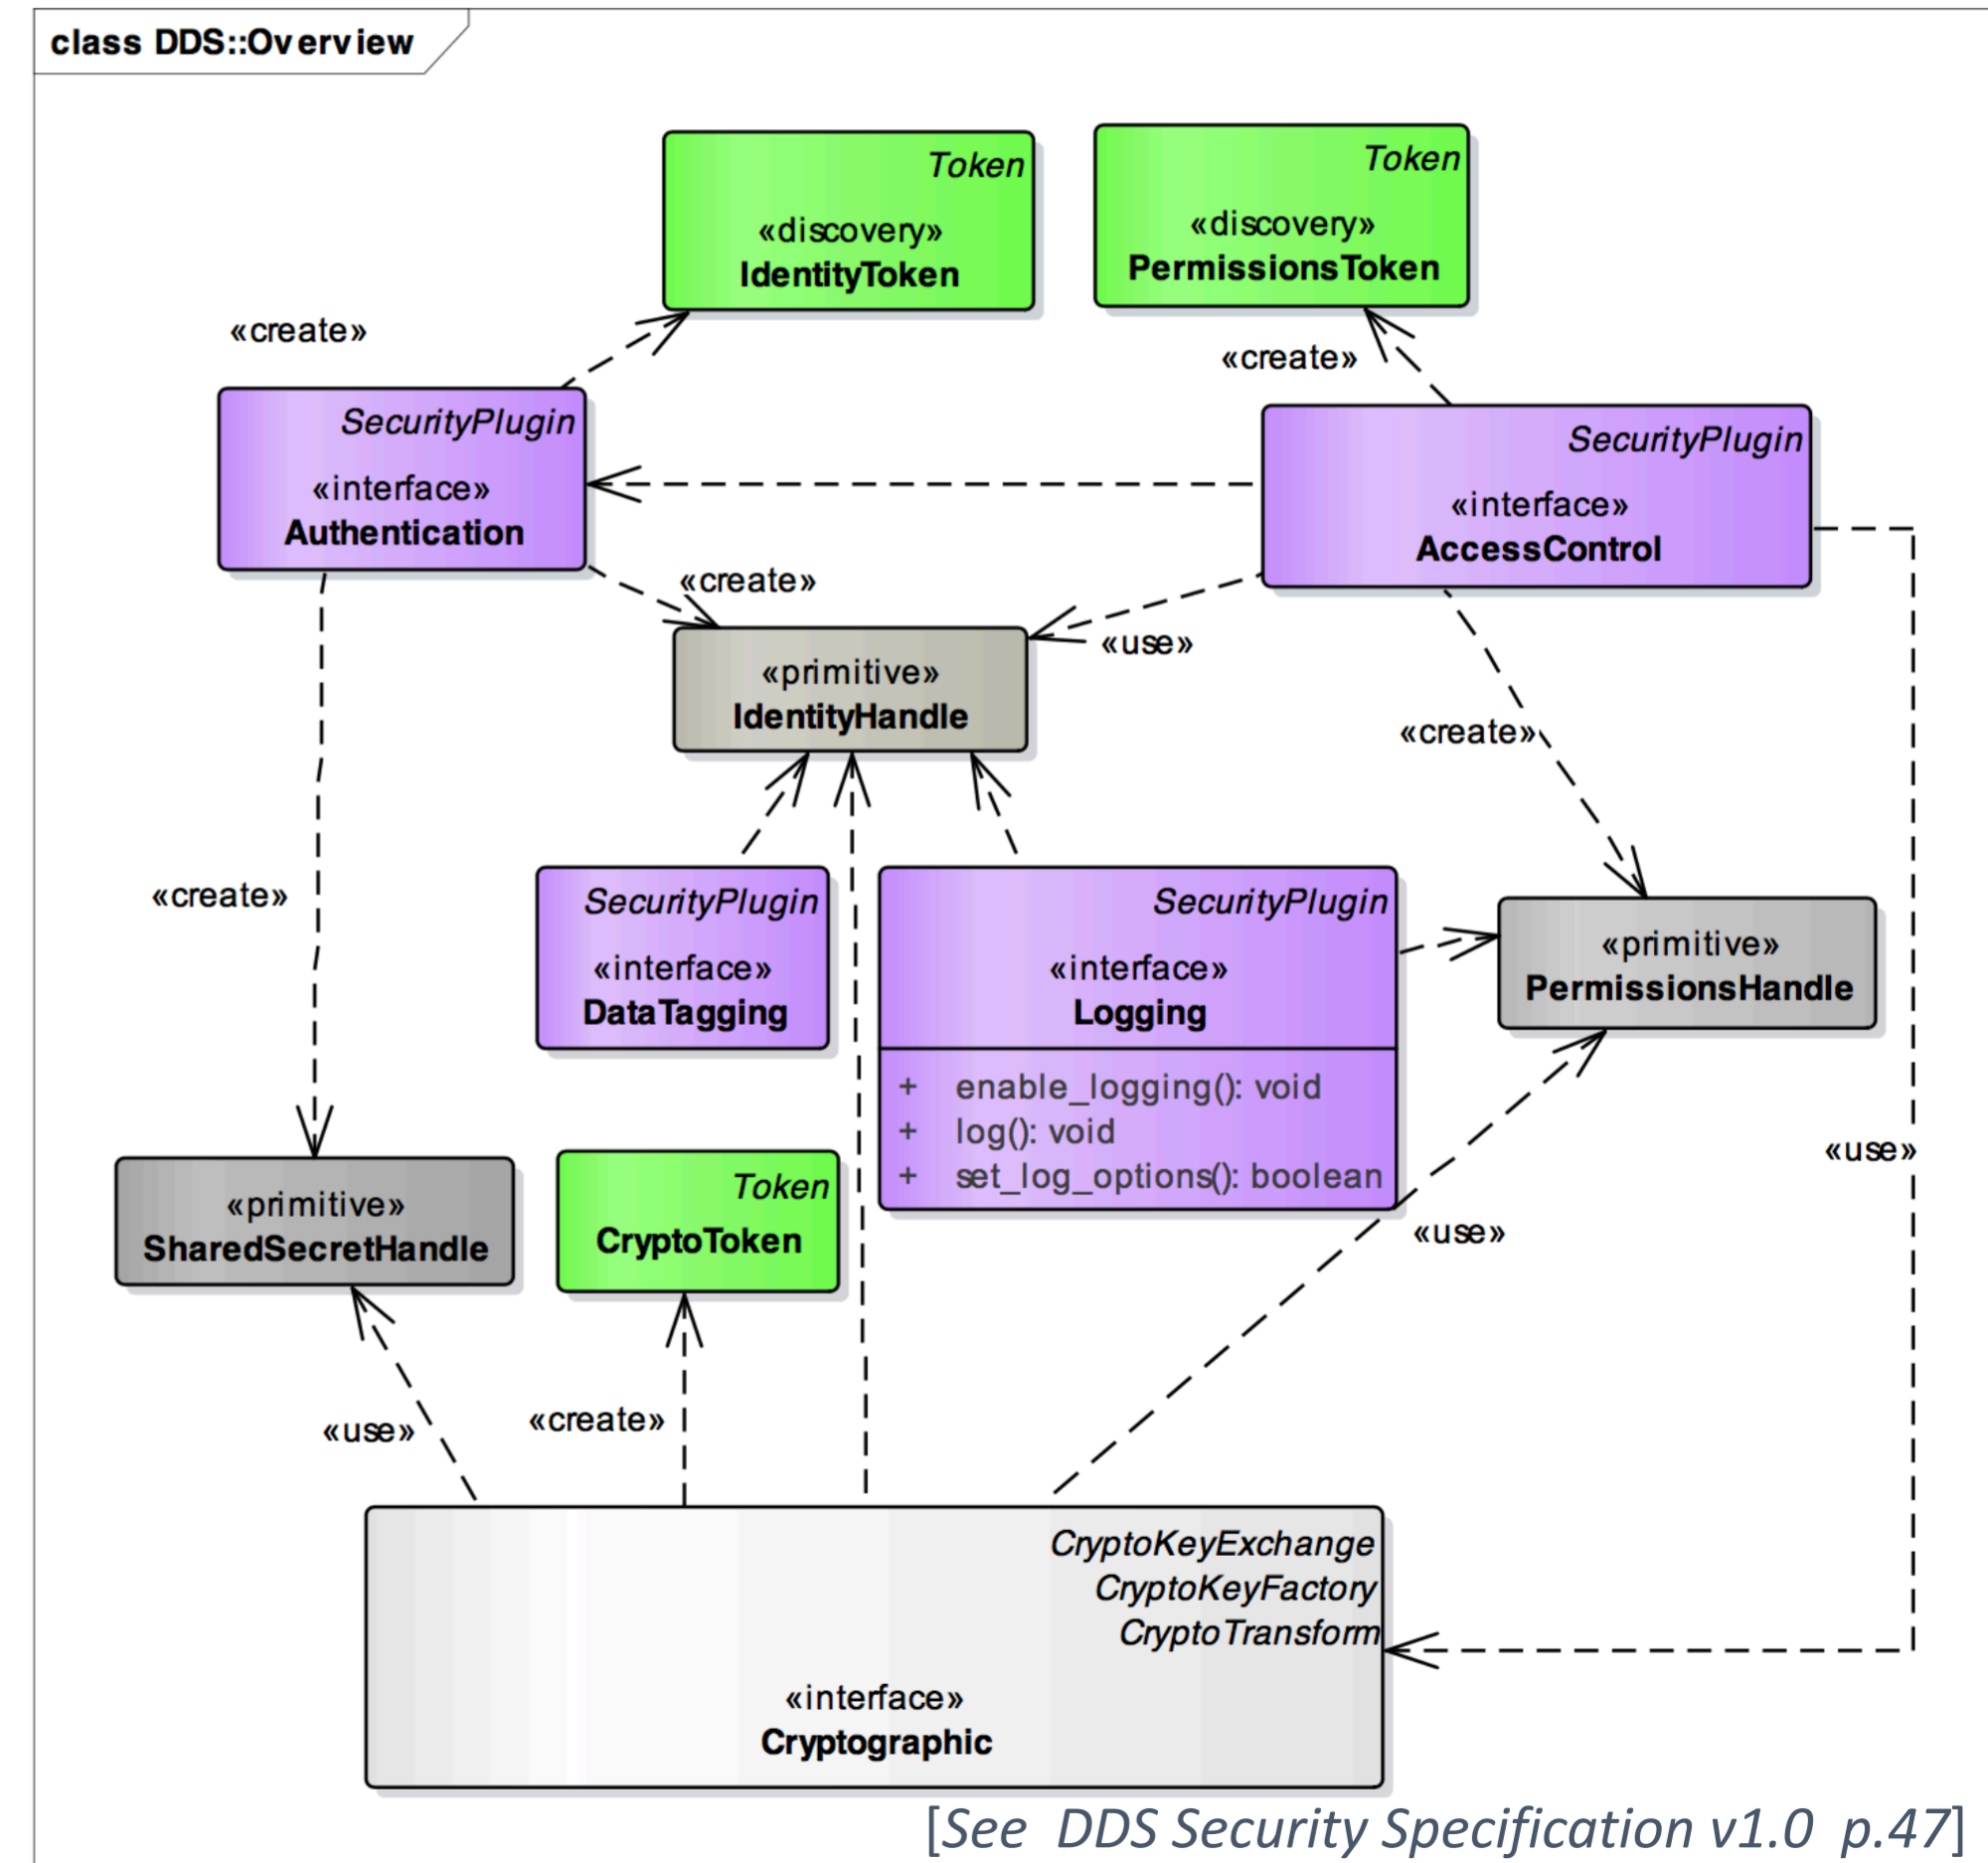 class DDS::Overview
Token
«discovery»
IdentityToken
Token
«discovery»
PermissionsToken
«create»
«create»
SecurityPlugin
«interface»
Authentication
SecurityPlugin
«interface»
AccessControl
«create»
«use»
«primitive»
IdentityHandle
«create»
«create»
SecurityPlugin
«interface»
DataTagging
SecurityPlugin
«interface»
Logging
+ enable_logging(): void
+ log(): void
+ set_log_options(): boolean
«primitive»
PermissionsHandle
«use»
«primitive»
SharedSecretHandle
Token
CryptoToken
«use»
«use»
«create»
CryptoKeyExchange
CryptoKeyFactory
CryptoTransform
«interface»
Cryptographic
[See DDS Security Specification v1.0 p.47]